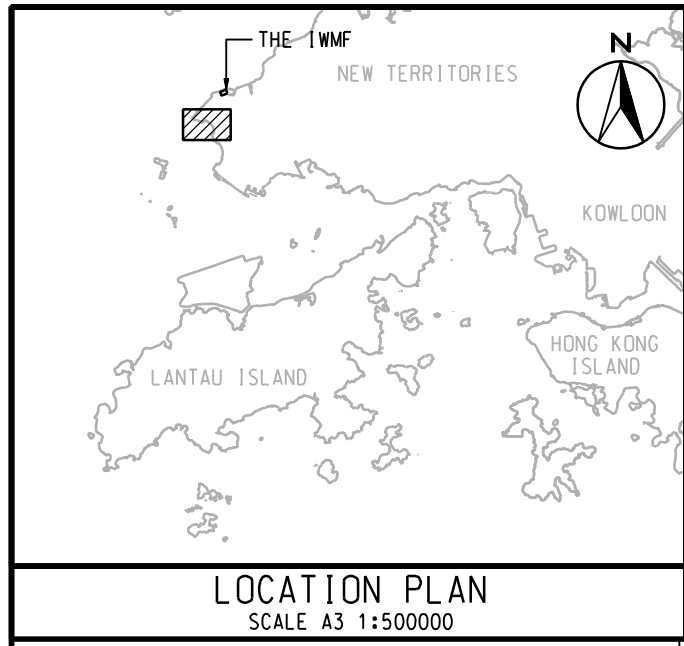 THE IWMF
N
NEW TERRITORIES
KOWLOON
HONG KONG
ISLAND
LANTAU ISLAND
LOCATION PLAN
SCALE A3 1:500000